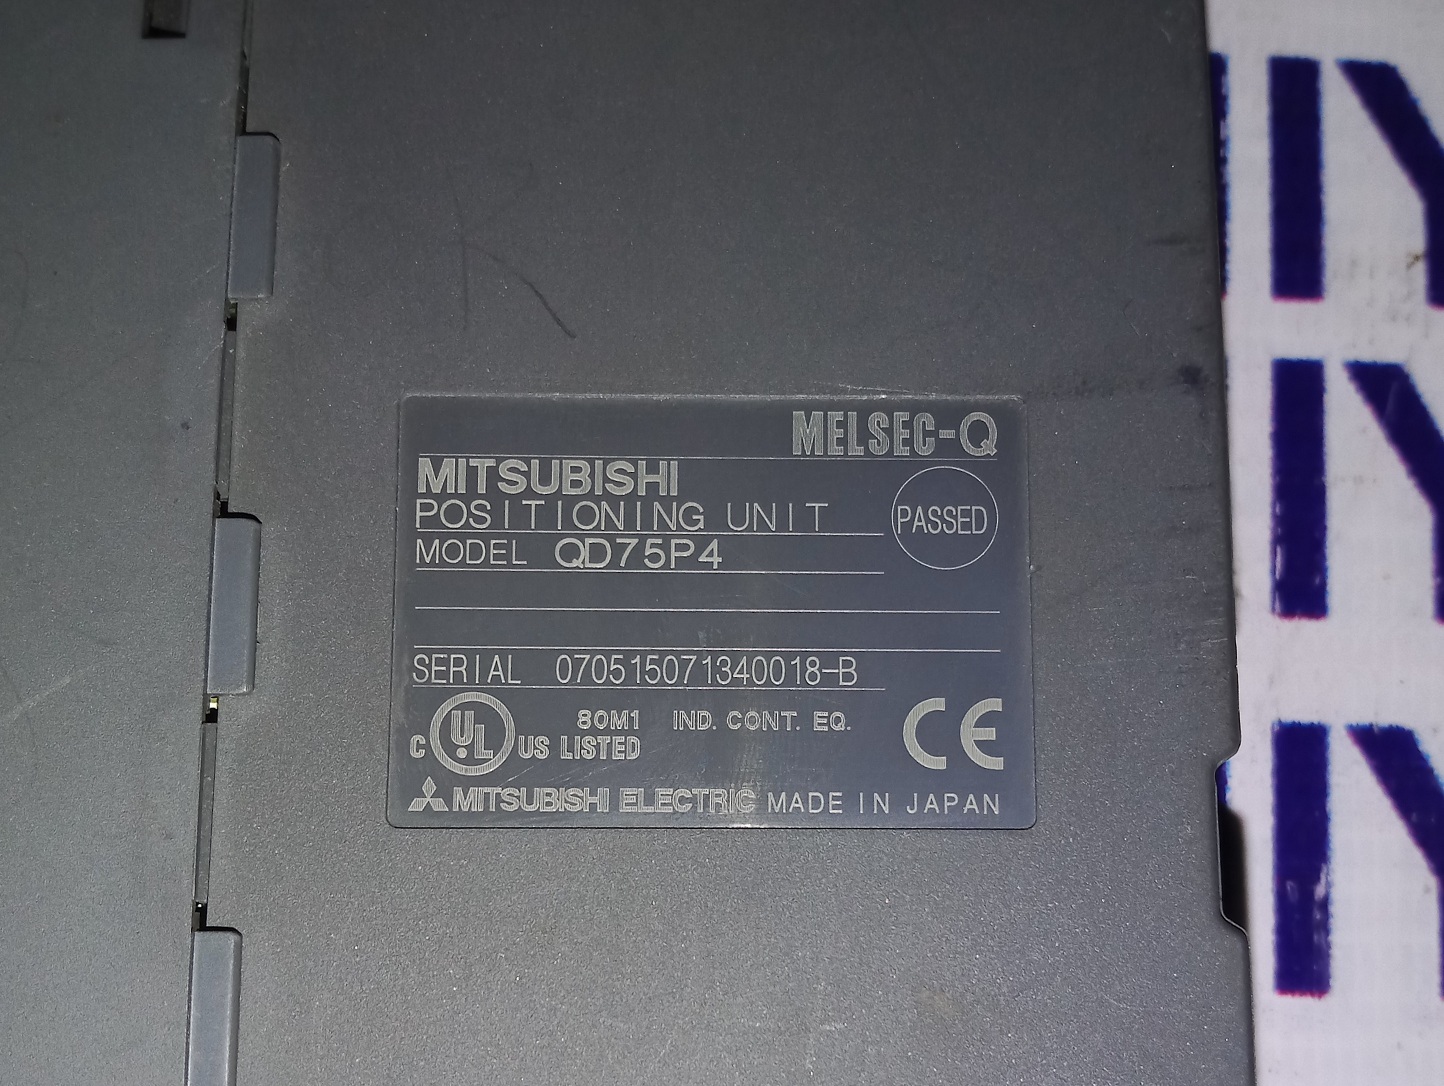 MELSEC-Q
MITSUBISHI
POSITIONING UNIT
PASSED
MODEL QD75P4
SERIAL 070515071340018-B
C UL US LISTED
80M1 IND. CONT. EQ.
CE
MITSUBISHI ELECTRIC MADE IN JAPAN